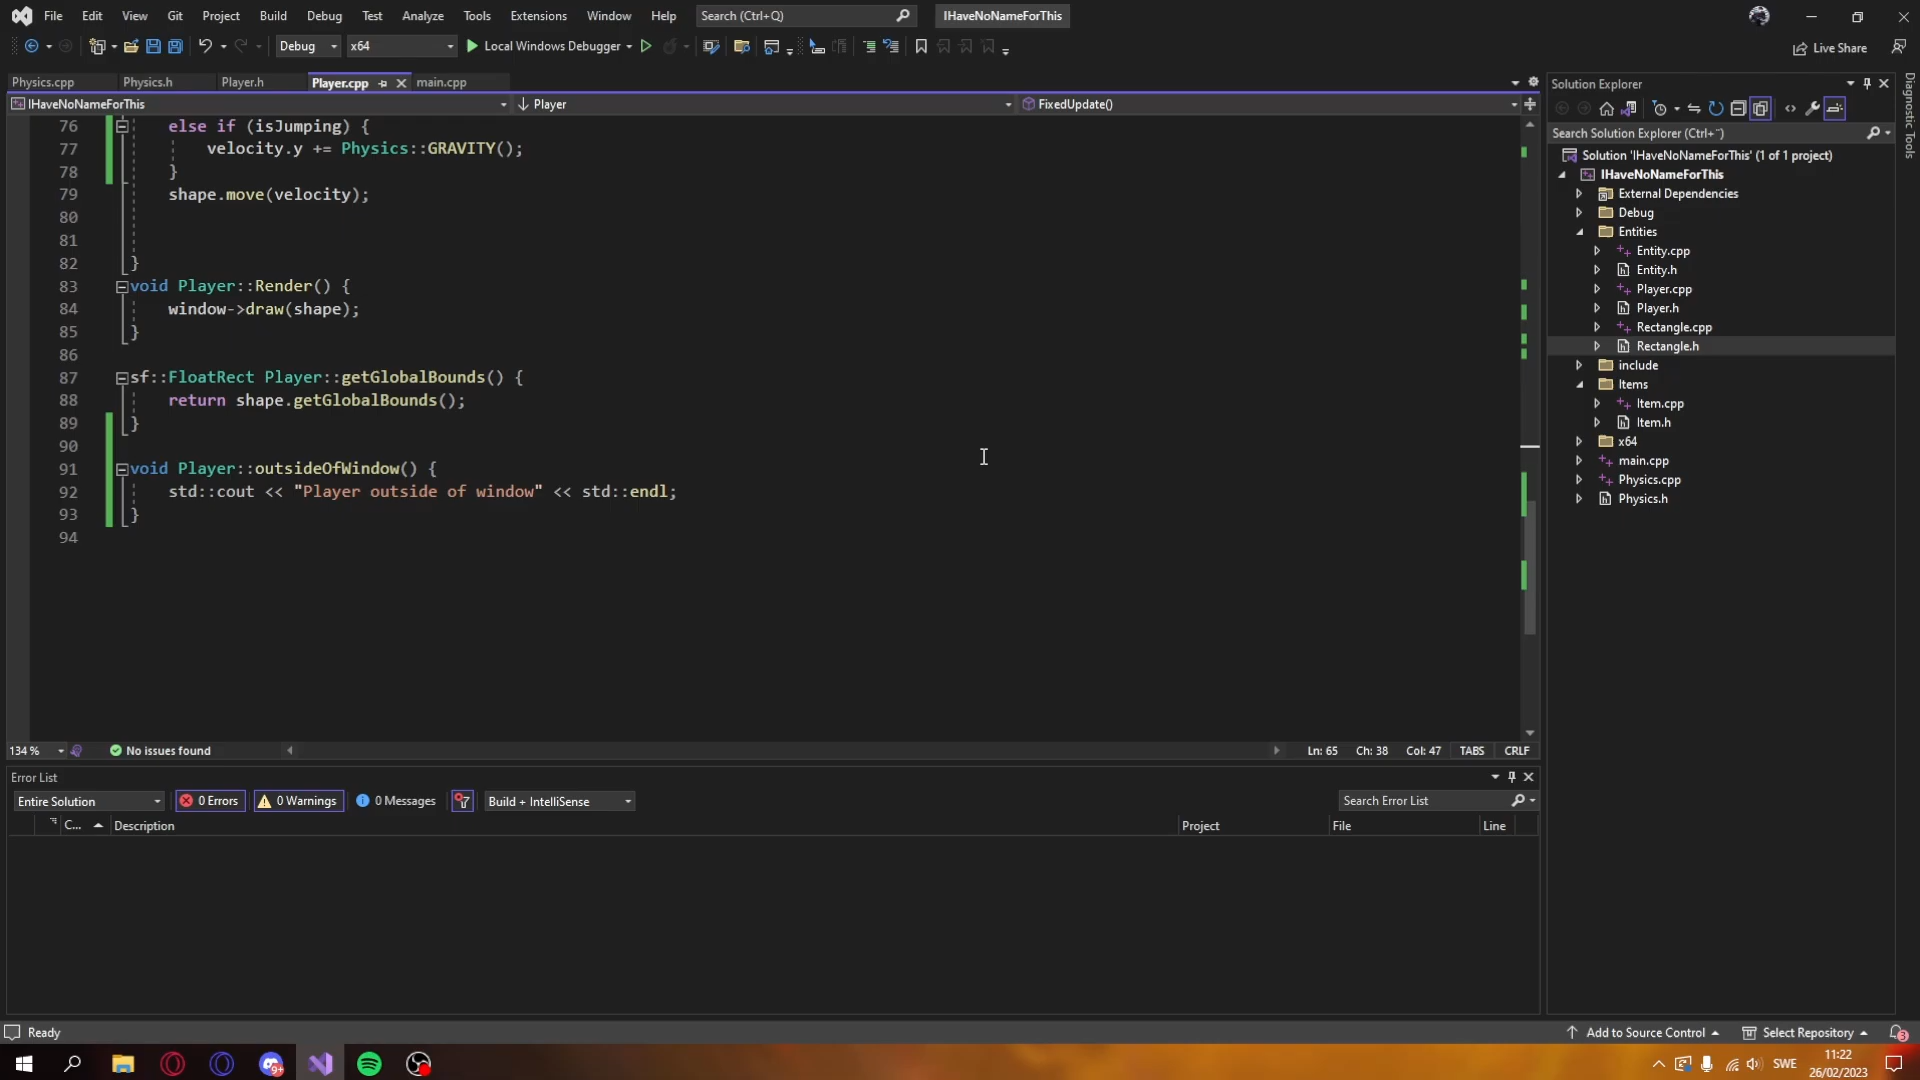 File Edit View Git Project Build Debug Test Analyze Tools Extensions Window Help Search (Ctrl+Q) IHaveNoNameForThis
Debug x64 Local Windows Debugger Live Share
Physics.cpp Physics.h Player.h Player.cpp main.cpp
IHaveNoNameForThis Player FixedUpdate()
76 else if (isJumping) {
77 velocity.y += Physics::GRAVITY();
78 }
79 shape.move(velocity);
80
81
82 }
83 void Player::Render() {
84 window->draw(shape);
85 }
86
87 sf::FloatRect Player::getGlobalBounds() {
88 return shape.getGlobalBounds();
89 }
90
91 void Player::outsideOfWindow() {
92 std::cout << "Player outside of window" << std::endl;
93 }
94
134 % No issues found Ln: 65 Ch: 38 Col: 47 TABS CRLF
Error List
Entire Solution 0 Errors 0 Warnings 0 Messages Build + IntelliSense Search Error List
C... Description Project File Line
Solution Explorer
Search Solution Explorer (Ctrl+¨)
Solution 'IHaveNoNameForThis' (1 of 1 project)
IHaveNoNameForThis
External Dependencies
Debug
Entities
Entity.cpp
Entity.h
Player.cpp
Player.h
Rectangle.cpp
Rectangle.h
include
Items
Item.cpp
Item.h
x64
main.cpp
Physics.cpp
Physics.h
Diagnostic Tools
Ready Add to Source Control Select Repository 3
9+ SWE 11:22
26/02/2023